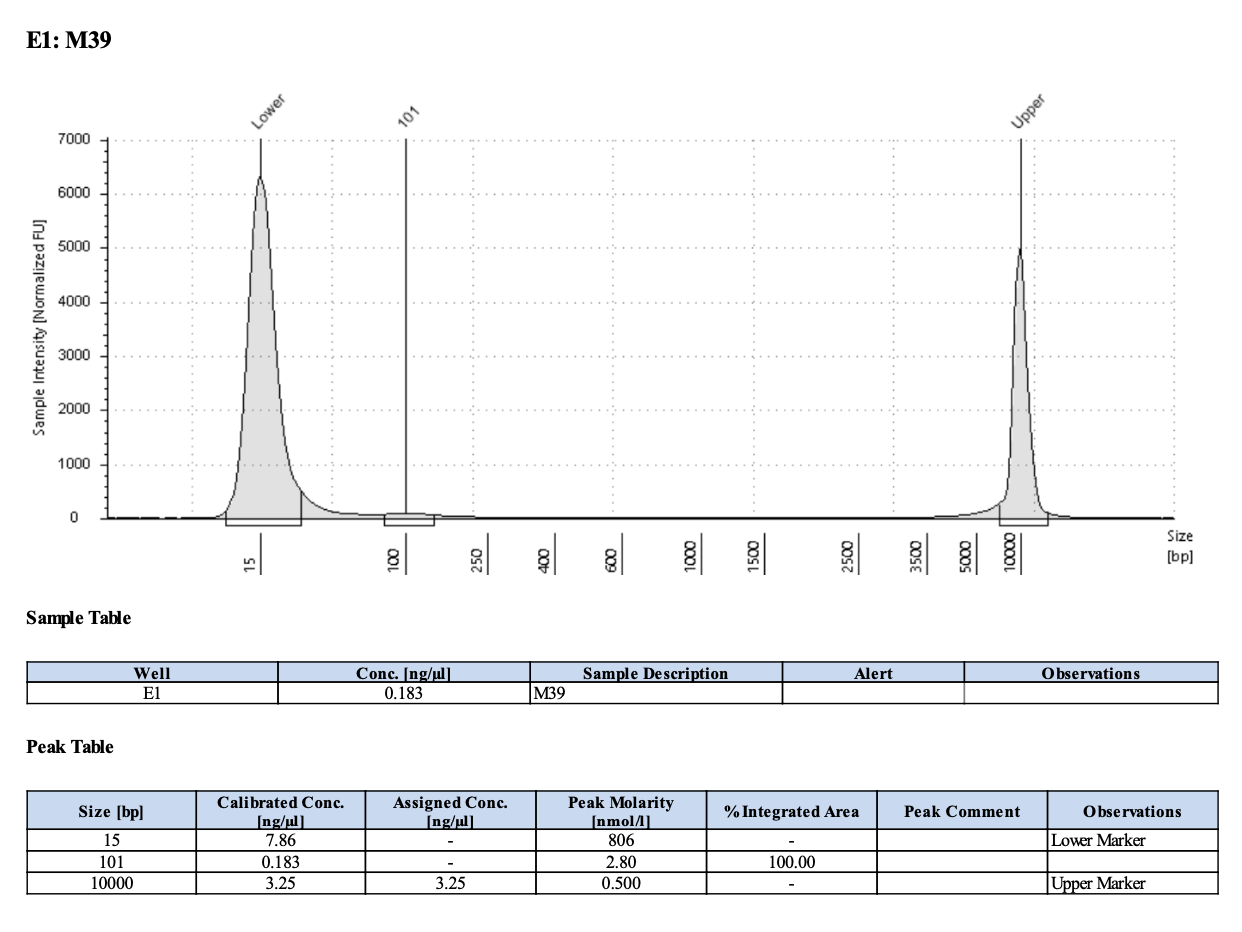 E1: M39
Lower
101
Upper
7000
6000
5000
4000
3000
2000
1000
0
Sample Intensity [Normalized FU]
15
100
250
400
600
1000
1500
2500
3500
5000
10000
Size
[bp]
Sample Table
Well Conc. [ng/µl] Sample Description Alert Observations
E1 0.183 M39
Peak Table
Size [bp] Calibrated Conc. [ng/µl] Assigned Conc. [ng/µl] Peak Molarity [nmol/l] % Integrated Area Peak Comment Observations
15 7.86 - 806 - Lower Marker
101 0.183 - 2.80 100.00
10000 3.25 3.25 0.500 - Upper Marker